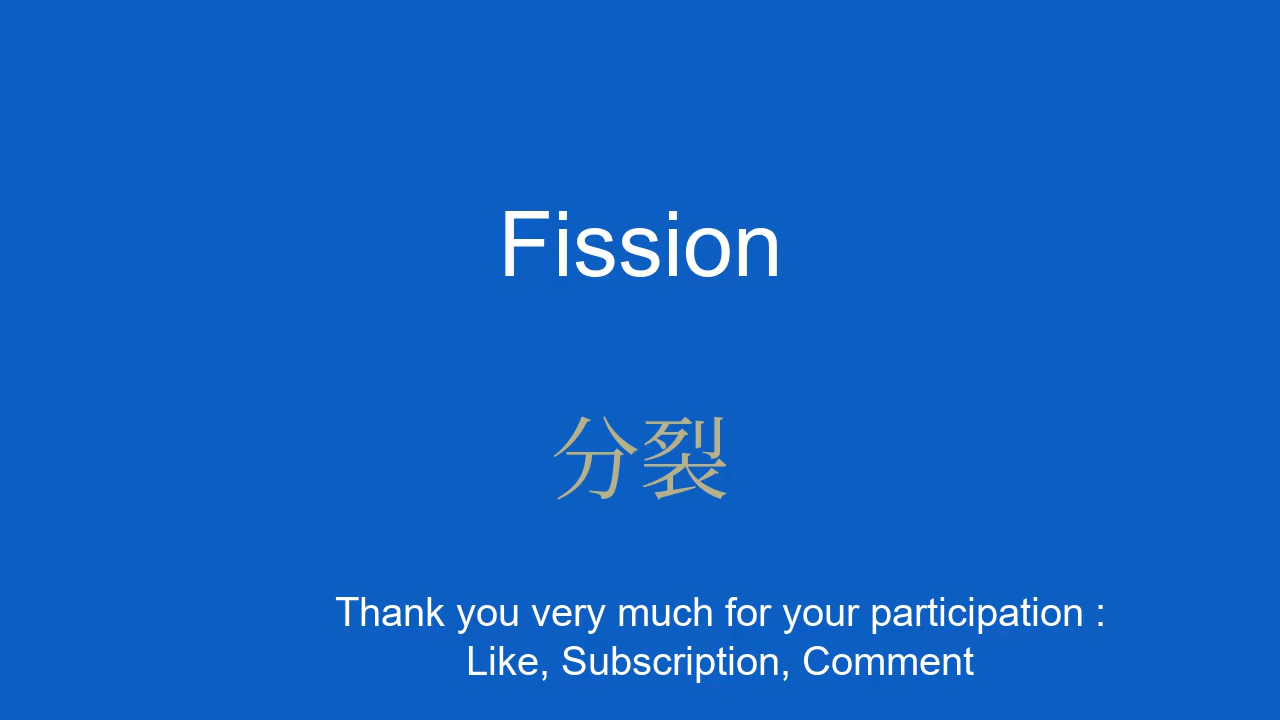 Fission
分裂
Thank you very much for your participation :
Like, Subscription, Comment